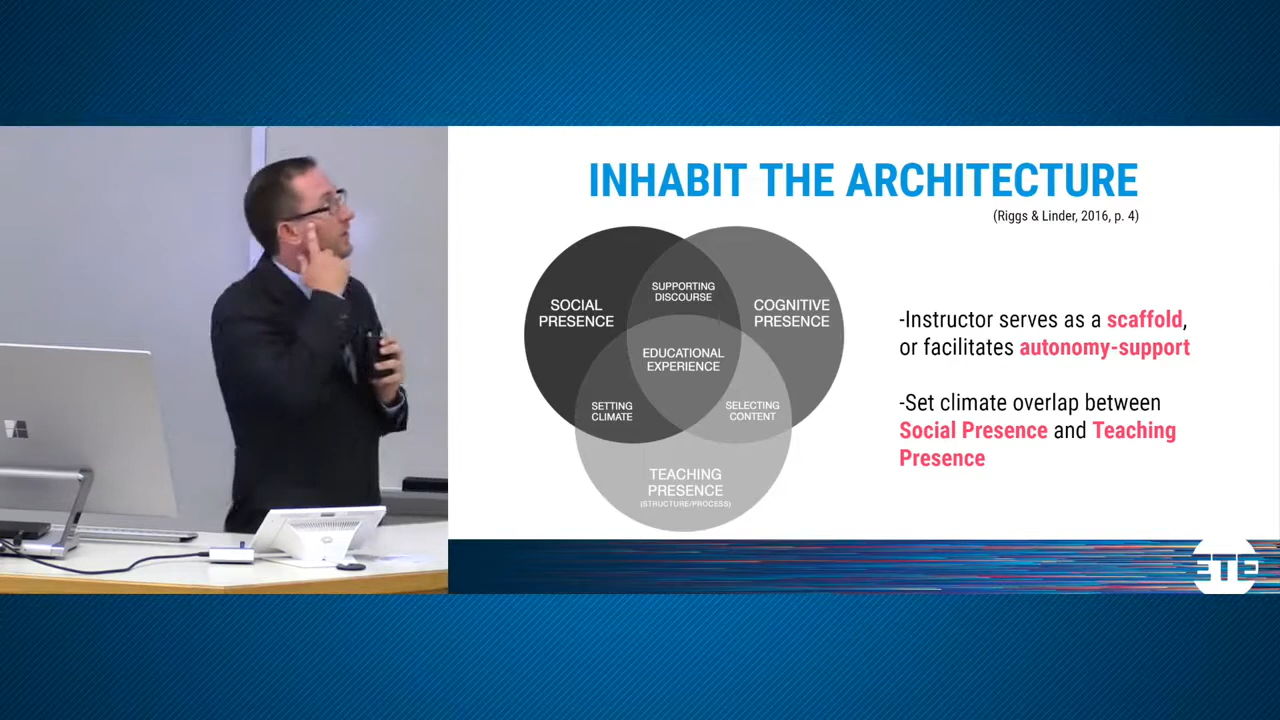 INHABIT THE ARCHITECTURE
(Riggs & Linder, 2016, p. 4)
SUPPORTING
DISCOURSE
SOCIAL
PRESENCE
COGNITIVE
PRESENCE
EDUCATIONAL
EXPERIENCE
SETTING
CLIMATE
SELECTING
CONTENT
TEACHING
PRESENCE
(STRUCTURE/PROCESS)
-Instructor serves as a scaffold,
or facilitates autonomy-support
-Set climate overlap between
Social Presence and Teaching
Presence
ETE